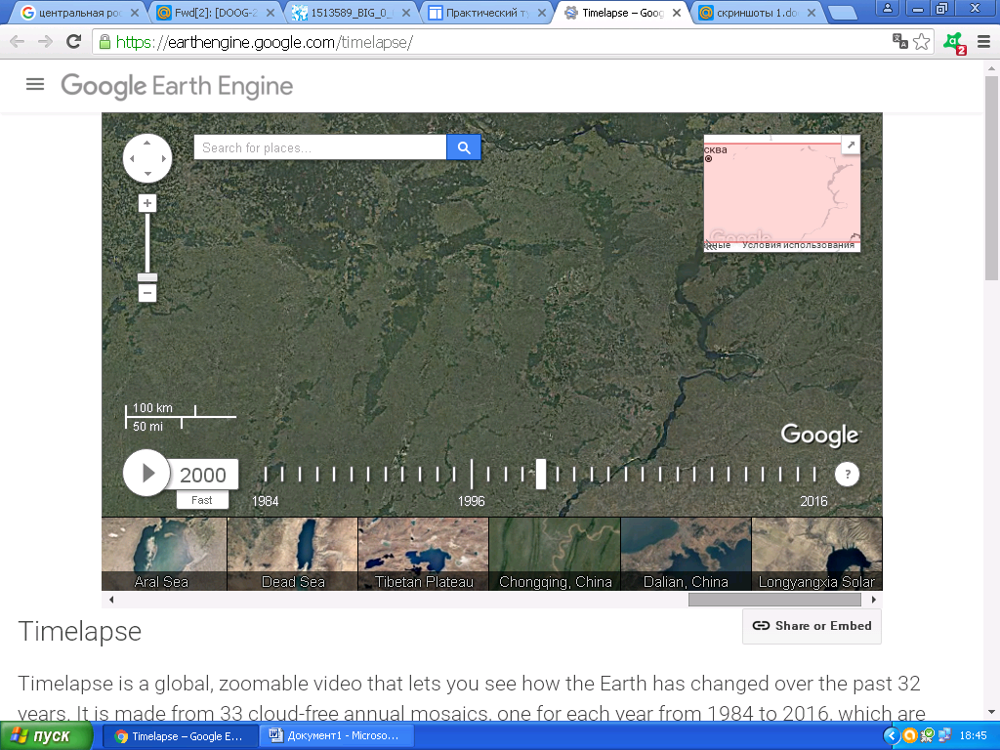 центральная рос
Fwd[2]: [DOOG-2
1513589_BIG_0_
Практический ту
Timelapse – Goog
скриншоты 1.do
https://earthengine.google.com/timelapse/
2
Google Earth Engine
Search for places...
сква
Google
нные Условия использования
100 km
50 mi
Google
2000
Fast
1984
1996
2016
?
Aral Sea
Dead Sea
Tibetan Plateau
Chongqing, China
Dalian, China
Longyangxia Solar
Timelapse
Share or Embed
Timelapse is a global, zoomable video that lets you see how the Earth has changed over the past 32
years. It is made from 33 cloud-free annual mosaics, one for each year from 1984 to 2016, which are
пуск
Timelapse – Google E...
Документ1 - Microso...
18:45